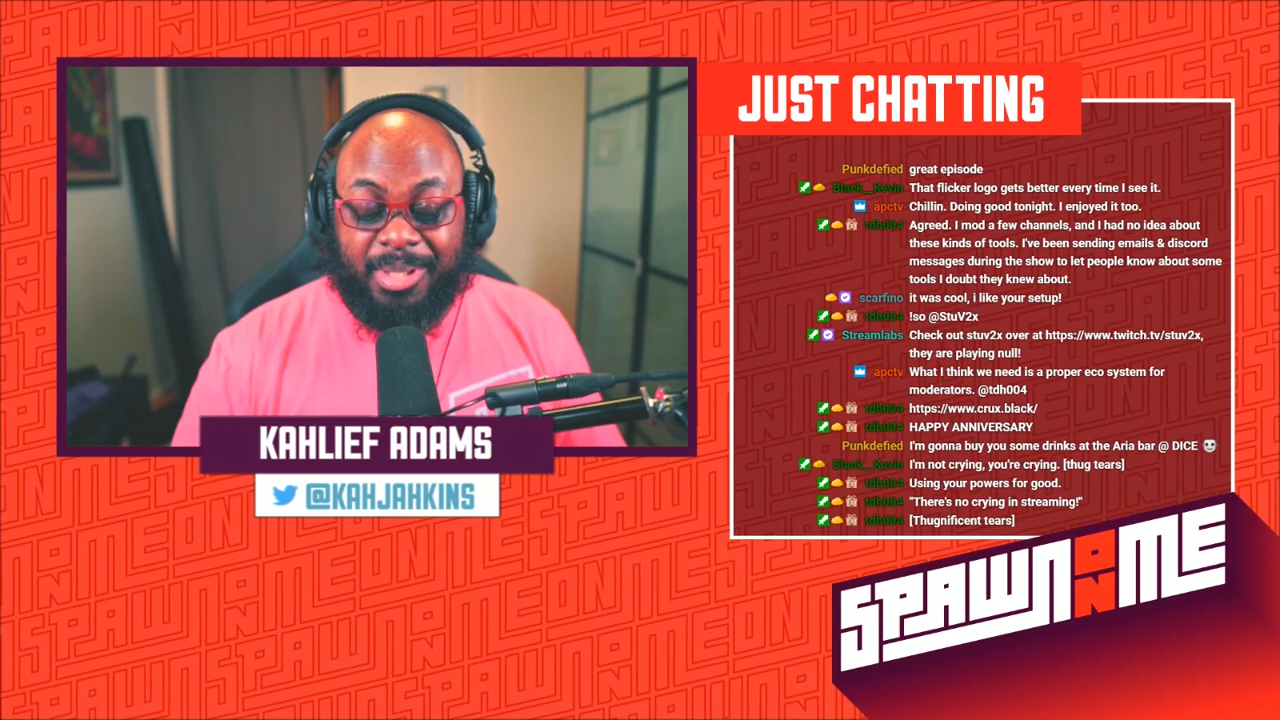 JUST CHATTING
Punkdefied great episode
Black__Kevin That flicker logo gets better every time I see it.
apctv Chillin. Doing good tonight. I enjoyed it too.
tdh004 Agreed. I mod a few channels, and I had no idea about
these kinds of tools. I've been sending emails & discord
messages during the show to let people know about some
tools I doubt they knew about.
scarfino it was cool, i like your setup!
tdh004 !so @StuV2x
Streamlabs Check out stuv2x over at https://www.twitch.tv/stuv2x,
they are playing null!
apctv What I think we need is a proper eco system for
moderators. @tdh004
tdh004 https://www.crux.black/
tdh004 HAPPY ANNIVERSARY
Punkdefied I'm gonna buy you some drinks at the Aria bar @ DICE
Black__Kevin I'm not crying, you're crying. [thug tears]
tdh004 Using your powers for good.
tdh004 "There's no crying in streaming!"
tdh004 [Thugnificent tears]
KAHLIEF ADAMS
@KAHJAHKINS
SPAWN ON ME